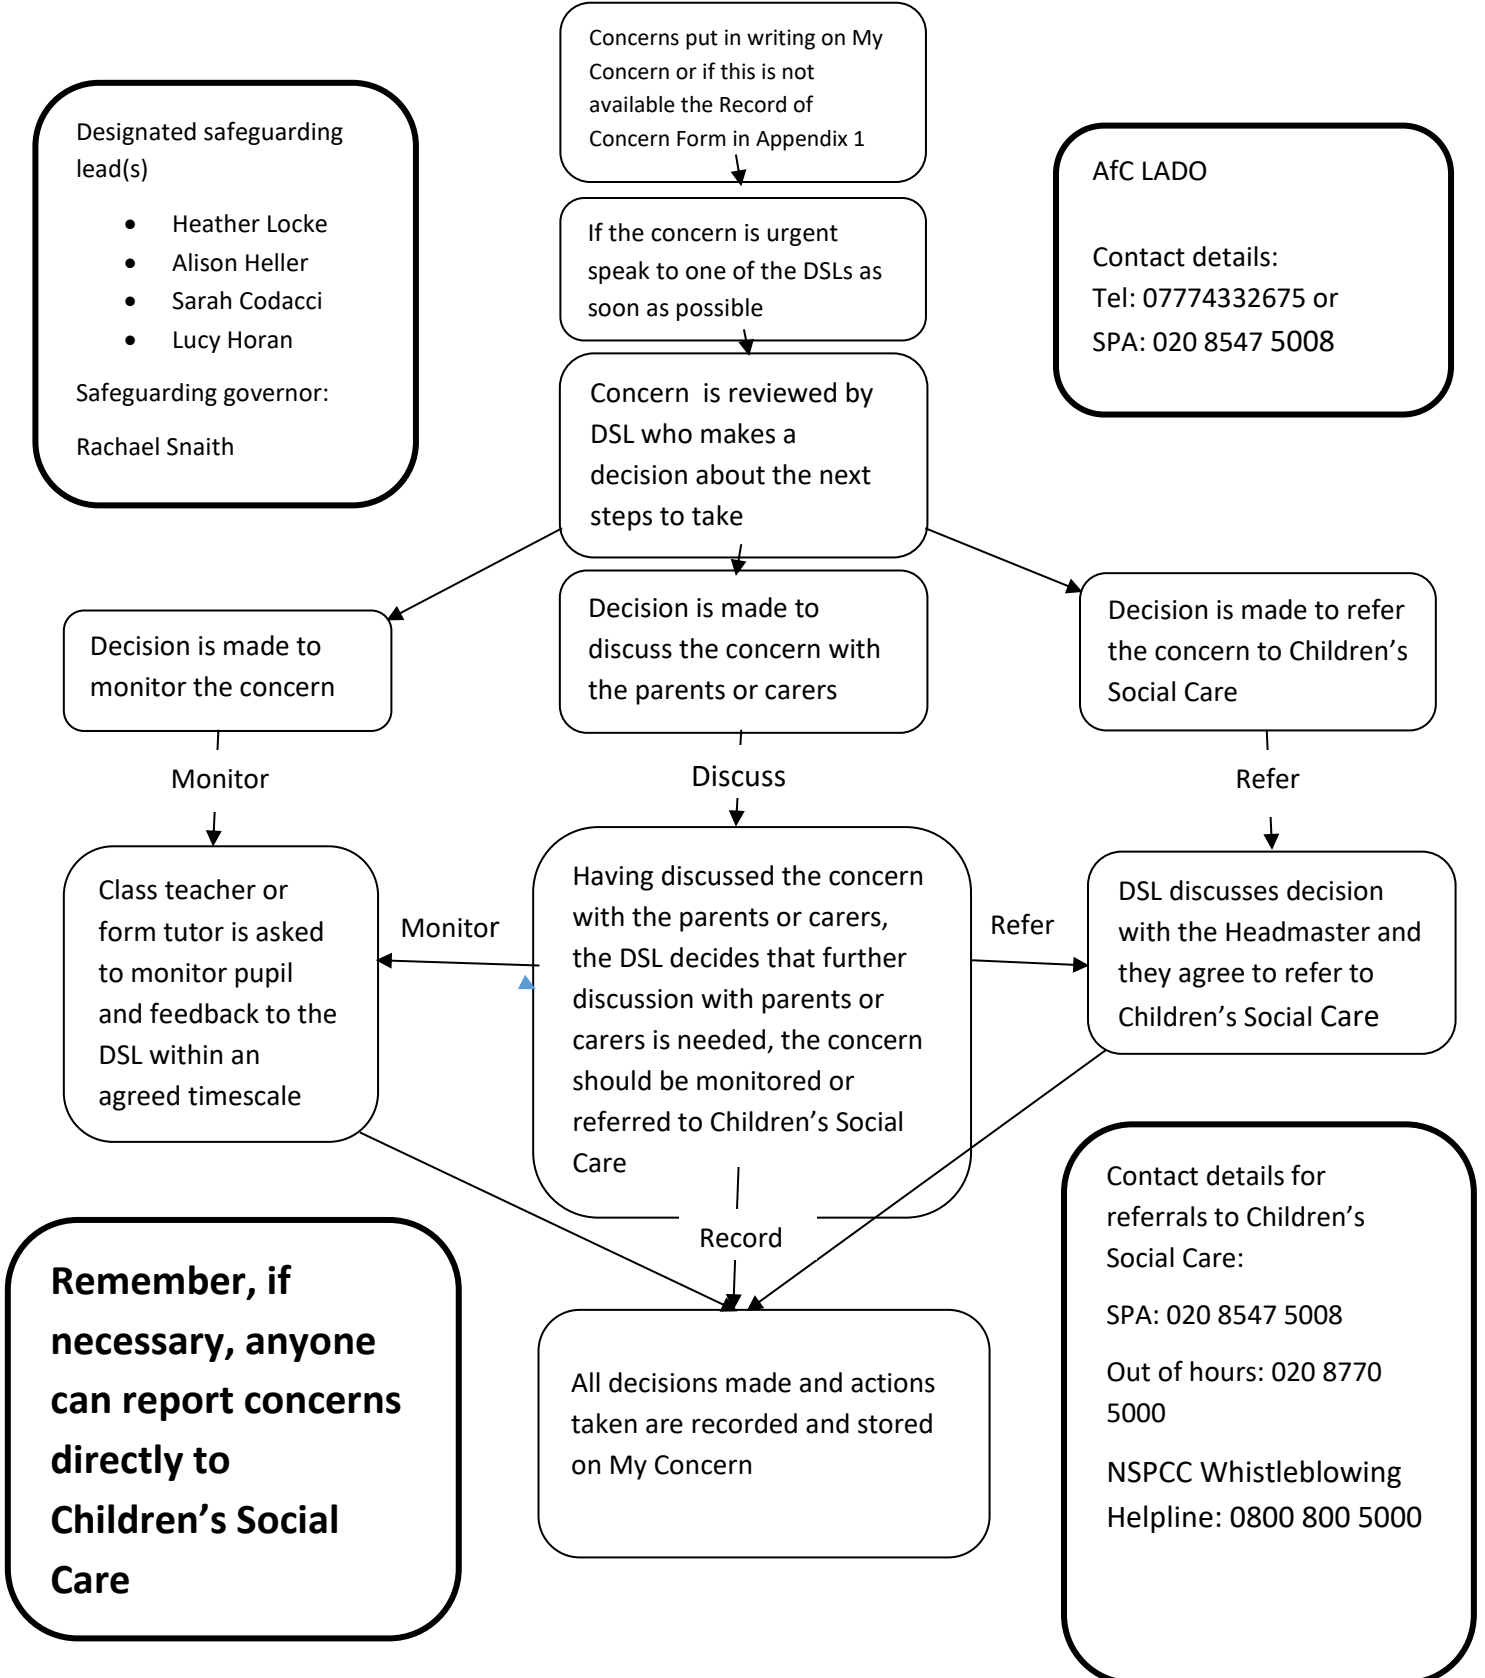 Concerns put in writing on My
Concern or if this is not
available the Record of
Concern Form in Appendix 1
Designated safeguarding
lead(s)
• Heather Locke
• Alison Heller
• Sarah Codacci
• Lucy Horan
Safeguarding governor:
Rachael Snaith
AfC LADO
Contact details:
Tel: 07774332675 or
SPA: 020 8547 5008
If the concern is urgent
speak to one of the DSLs as
soon as possible
Concern  is reviewed by
DSL who makes a
decision about the next
steps to take
Decision is made to
monitor the concern
Decision is made to
discuss the concern with
the parents or carers
Decision is made to refer
the concern to Children’s
Social Care
Monitor
Discuss
Refer
Class teacher or
form tutor is asked
to monitor pupil
and feedback to the
DSL within an
agreed timescale
Monitor
Having discussed the concern
with the parents or carers,
the DSL decides that further
discussion with parents or
carers is needed, the concern
should be monitored or
referred to Children’s Social
Care
Refer
DSL discusses decision
with the Headmaster and
they agree to refer to
Children’s Social Care
Record
Remember, if
necessary, anyone
can report concerns
directly to
Children’s Social
Care
All decisions made and actions
taken are recorded and stored
on My Concern
Contact details for
referrals to Children’s
Social Care:
SPA: 020 8547 5008
Out of hours: 020 8770
5000
NSPCC Whistleblowing
Helpline: 0800 800 5000